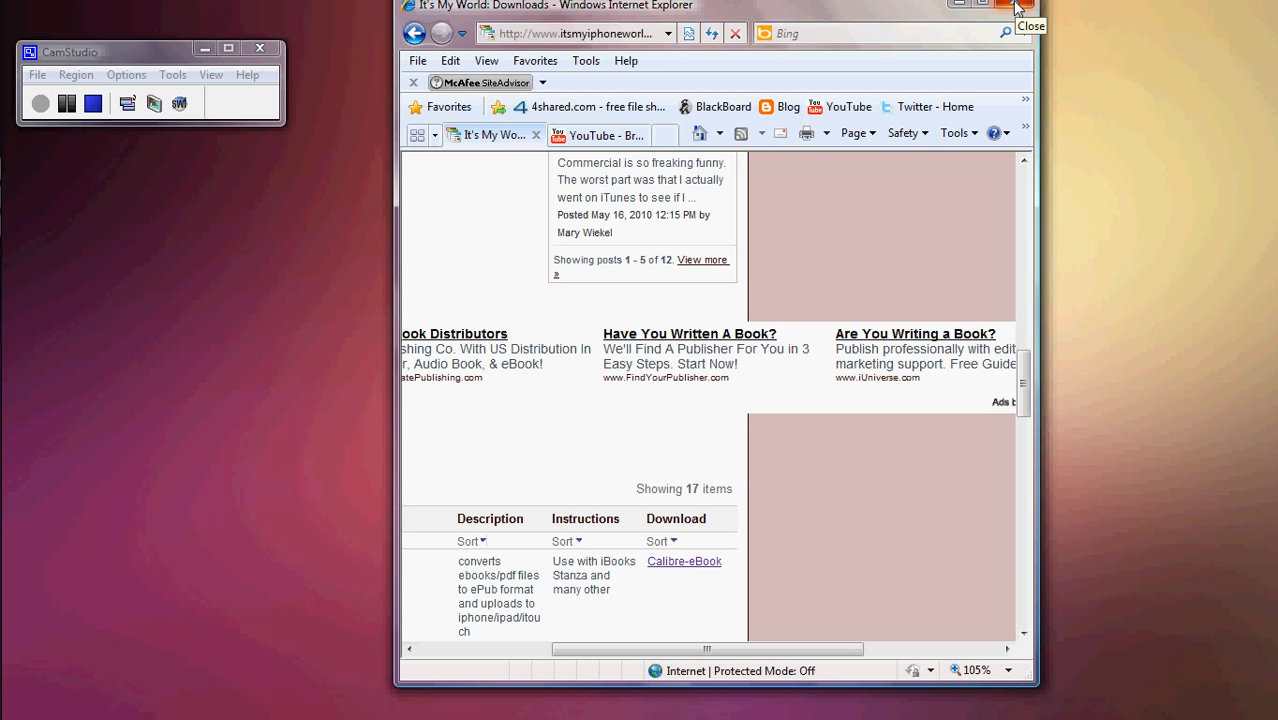 It's My World: Downloads - Windows Internet Explorer
Close
CamStudio
File Region Options Tools View Help
http://www.itsmyiphoneworl...
Bing
File Edit View Favorites Tools Help
McAfee SiteAdvisor
Favorites 4shared.com - free file sh... BlackBoard Blog YouTube Twitter - Home
It's My Wo... YouTube - Br... Page Safety Tools
Commercial is so freaking funny.
The worst part was that I actually
went on iTunes to see if I ...
Posted May 16, 2010 12:15 PM by
Mary Wiekel
Showing posts 1 - 5 of 12. View more
»
ook Distributors
shing Co. With US Distribution In
r, Audio Book, & eBook!
atePublishing.com
Have You Written A Book?
We'll Find A Publisher For You in 3
Easy Steps. Start Now!
www.FindYourPublisher.com
Are You Writing a Book?
Publish professionally with edit
marketing support. Free Guide
www.iUniverse.com
Ads b
Showing 17 items
Description Instructions Download
Sort Sort Sort
converts
ebooks/pdf files
to ePub format
and uploads to
iphone/ipad/itou
ch
Use with iBooks
Stanza and
many other
Calibre-eBook
Internet | Protected Mode: Off
105%